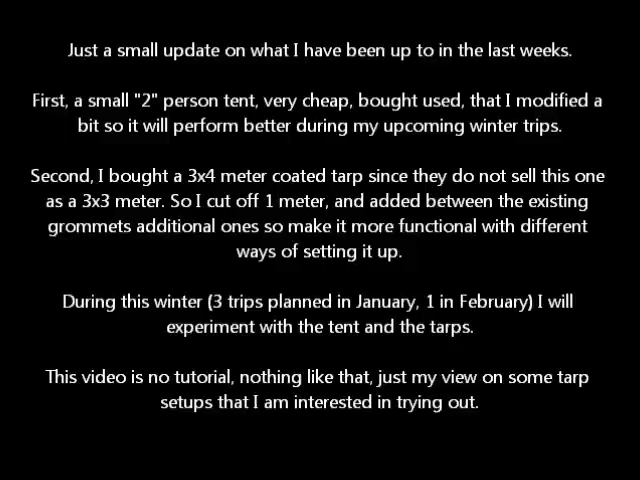 Just a small update on what I have been up to in the last weeks.
First, a small "2" person tent, very cheap, bought used, that I modified a
bit so it will perform better during my upcoming winter trips.
Second, I bought a 3x4 meter coated tarp since they do not sell this one
as a 3x3 meter. So I cut off 1 meter, and added between the existing
grommets additional ones so make it more functional with different
ways of setting it up.
During this winter (3 trips planned in January, 1 in February) I will
experiment with the tent and the tarps.
This video is no tutorial, nothing like that, just my view on some tarp
setups that I am interested in trying out.